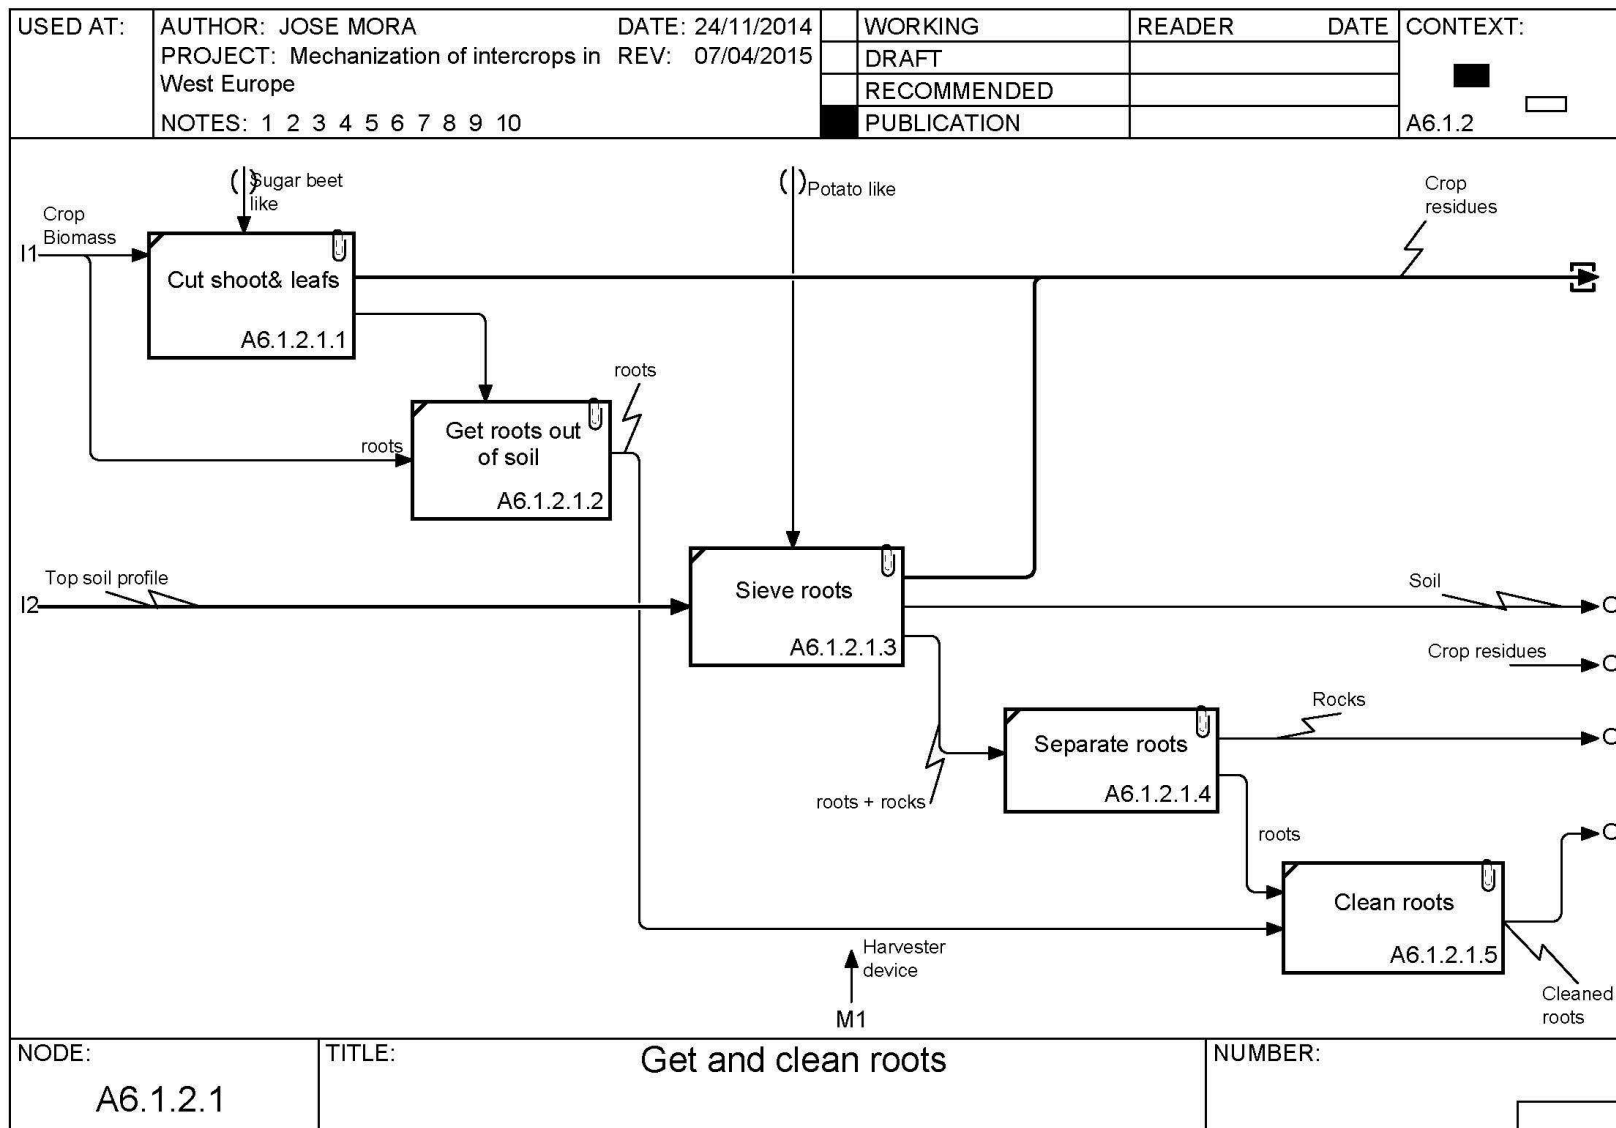 USED AT:
AUTHOR: JOSE MORA
DATE: 24/11/2014
PROJECT: Mechanization of intercrops in
REV: 07/04/2015
West Europe
NOTES: 1 2 3 4 5 6 7 8 9 10
WORKING
DRAFT
RECOMMENDED
PUBLICATION
READER
DATE
CONTEXT:
A6.1.2
Sugar beet
like
Potato like
Crop
residues
Crop
Biomass
I1
Cut shoot& leafs
A6.1.2.1.1
roots
roots
Get roots out
of soil
A6.1.2.1.2
Top soil profile
I2
Sieve roots
A6.1.2.1.3
Soil
Crop residues
Rocks
Separate roots
A6.1.2.1.4
roots + rocks
roots
Clean roots
A6.1.2.1.5
Harvester
device
M1
Cleaned
roots
NODE:
A6.1.2.1
TITLE:
Get and clean roots
NUMBER: